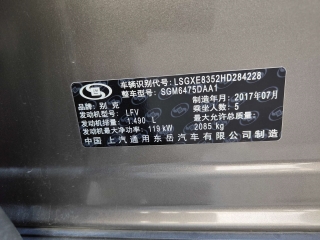 车辆识别代号: LSGXE8352HD284228
整车型号: SGM6475DAA1
品牌: 别克 制造年月: 2017年07月
发动机型号: LFV 乘坐人数: 5
发动机排量: 1.490 L 最大允许总质量:
发动机最大净功率: 119 kW 2085 kg
中国 上汽通用东岳汽车有限公司制造